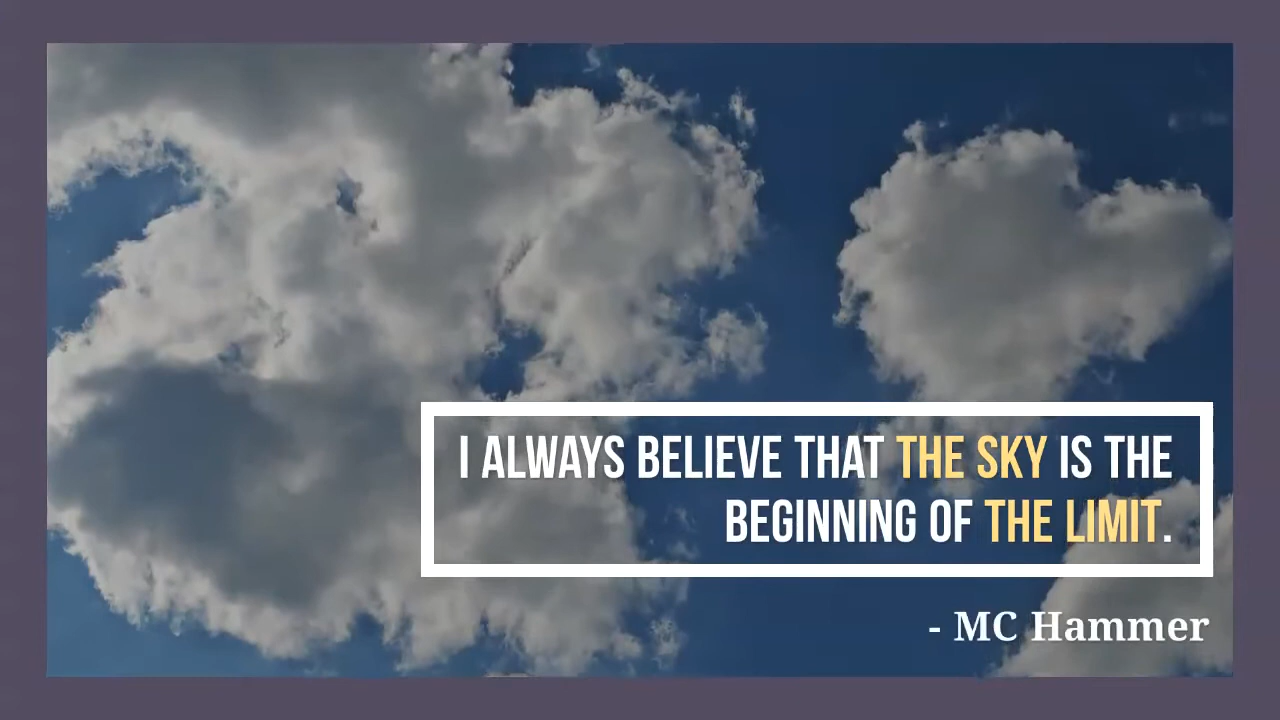 I ALWAYS BELIEVE THAT THE SKY IS THE
BEGINNING OF THE LIMIT.
- MC Hammer